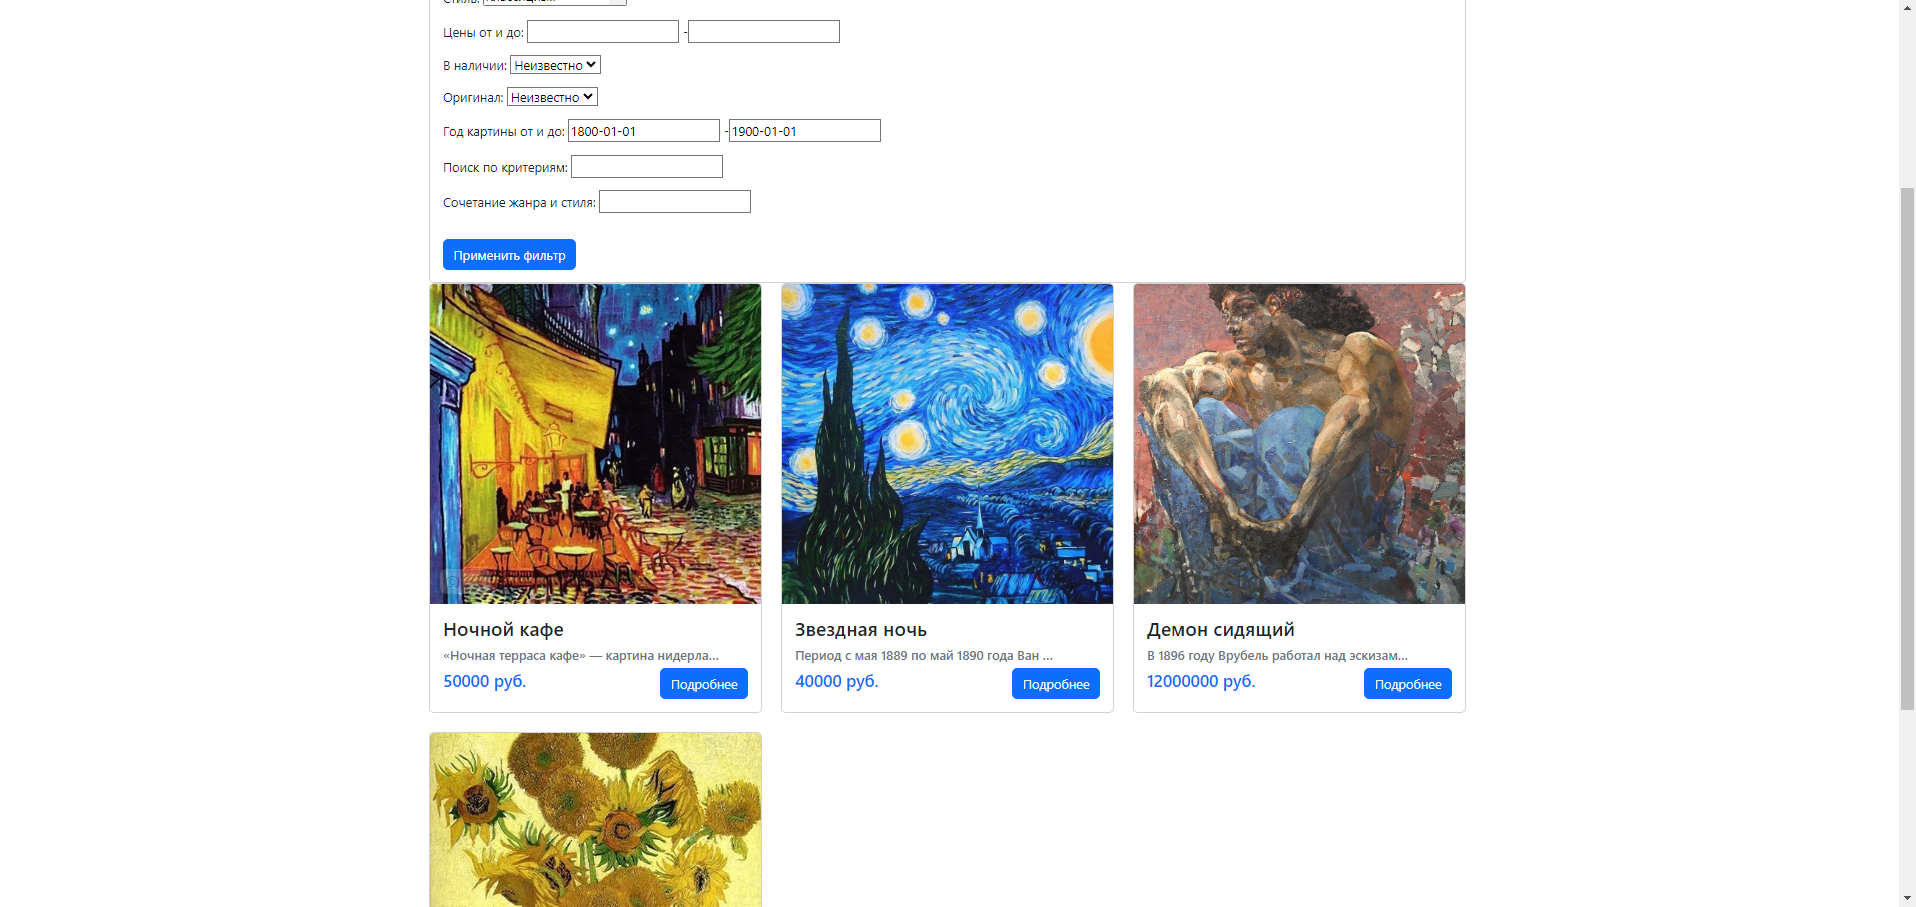 Стиль:
Цены от и до: -
В наличии: Неизвестно
Оригинал: Неизвестно
Год картины от и до: 1800-01-01 - 1900-01-01
Поиск по критериям:
Сочетание жанра и стиля:
Применить фильтр
Ночной кафе
«Ночная терраса кафе» — картина нидерла...
50000 руб.
Подробнее
Звездная ночь
Период с мая 1889 по май 1890 года Ван ...
40000 руб.
Подробнее
Демон сидящий
В 1896 году Врубель работал над эскизам...
12000000 руб.
Подробнее